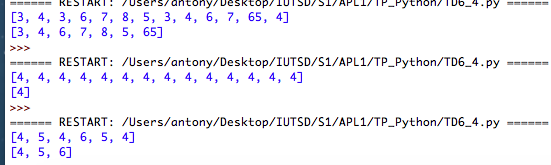 ====== RESTART: /Users/antony/Desktop/IUTSD/S1/APL1/TP_Python/TD6_4.py ======
[3, 4, 3, 6, 7, 8, 5, 3, 4, 6, 7, 65, 4]
[3, 4, 6, 7, 8, 5, 65]
>>>
====== RESTART: /Users/antony/Desktop/IUTSD/S1/APL1/TP_Python/TD6_4.py ======
[4, 4, 4, 4, 4, 4, 4, 4, 4, 4, 4, 4, 4, 4]
[4]
>>>
====== RESTART: /Users/antony/Desktop/IUTSD/S1/APL1/TP_Python/TD6_4.py ======
[4, 5, 4, 6, 5, 4]
[4, 5, 6]